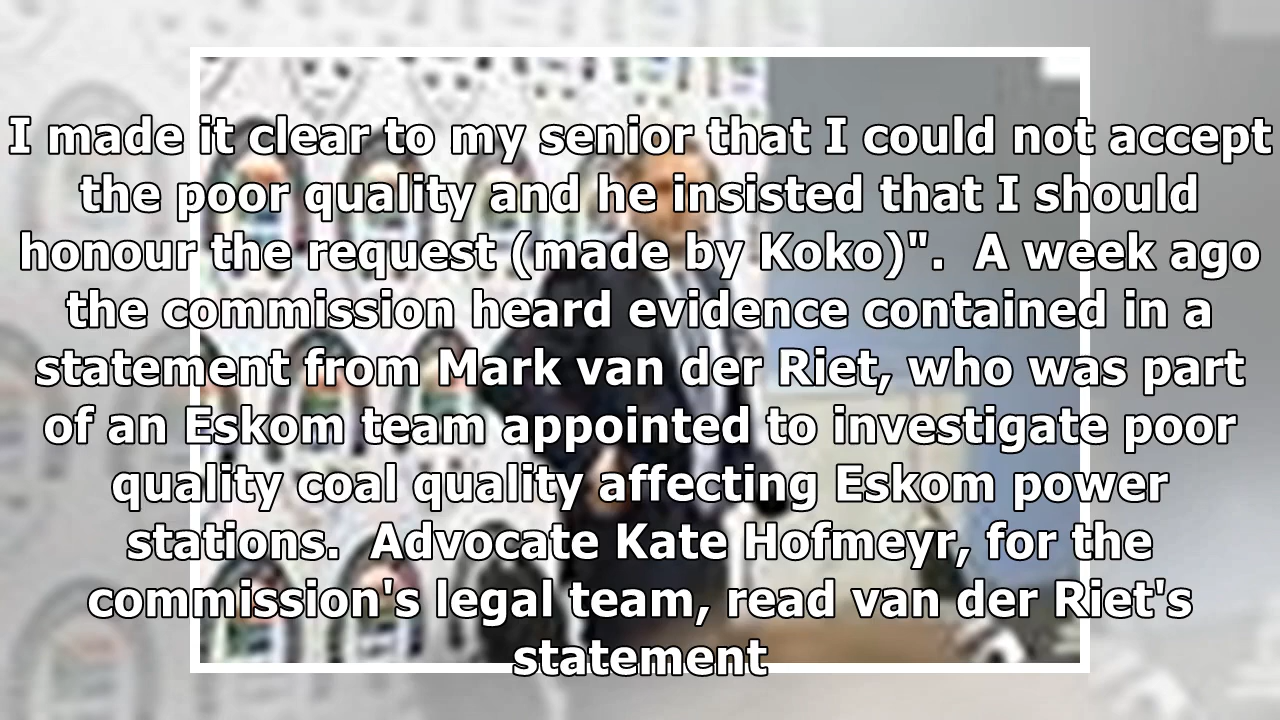 I made it clear to my senior that I could not accept
the poor quality and he insisted that I should
honour the request (made by Koko)".  A week ago
the commission heard evidence contained in a
statement from Mark van der Riet, who was part
of an Eskom team appointed to investigate poor
quality coal quality affecting Eskom power
stations.  Advocate Kate Hofmeyr, for the
commission's legal team, read van der Riet's
statement